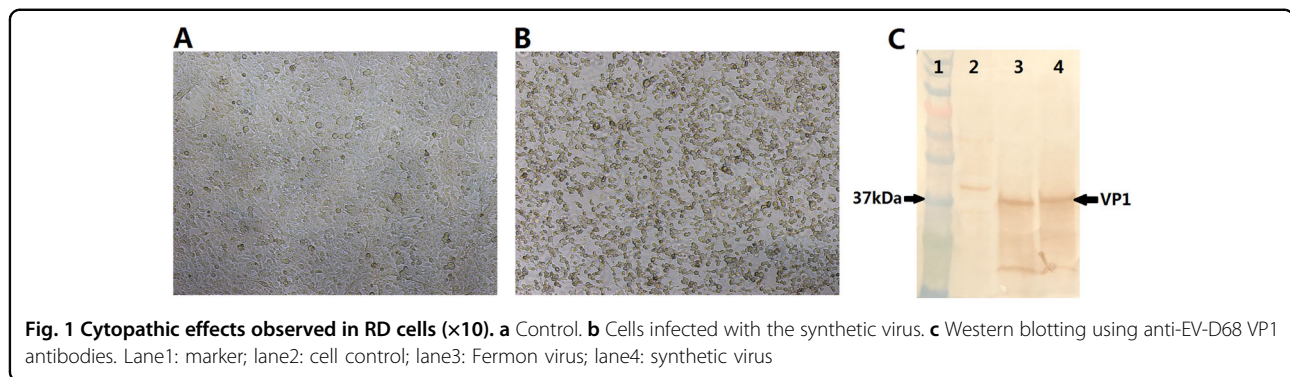 A
B
C
1 2 3 4
37kDa
VP1
Fig. 1 Cytopathic effects observed in RD cells (×10). a Control. b Cells infected with the synthetic virus. c Western blotting using anti-EV-D68 VP1
antibodies. Lane1: marker; lane2: cell control; lane3: Fermon virus; lane4: synthetic virus